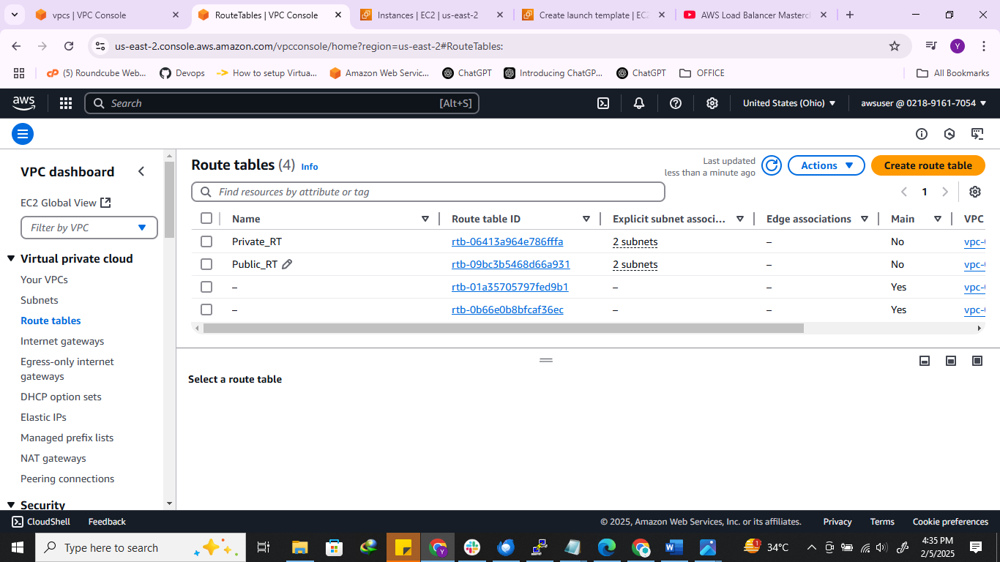 vpcs | VPC Console
RouteTables | VPC Console
Instances | EC2 | us-east-2
Create launch template | EC2
AWS Load Balancer Mastercl
us-east-2.console.aws.amazon.com/vpcconsole/home?region=us-east-2#RouteTables:
Y
(5) Roundcube Web...
Devops
How to setup Virtua...
Amazon Web Servic...
ChatGPT
Introducing ChatGP...
ChatGPT
OFFICE
All Bookmarks
aws
Search
[Alt+S]
United States (Ohio)
awsuser @ 0218-9161-7054
VPC dashboard
EC2 Global View
Filter by VPC
Virtual private cloud
Your VPCs
Subnets
Route tables
Internet gateways
Egress-only internet
gateways
DHCP option sets
Elastic IPs
Managed prefix lists
NAT gateways
Peering connections
Security
Route tables (4) Info
Last updated
less than a minute ago
Actions
Create route table
Find resources by attribute or tag
1
Name Route table ID Explicit subnet associ... Edge associations Main VPC
Private_RT rtb-06413a964e786fffa 2 subnets – No vpc-
Public_RT rtb-09bc3b5468d66a931 2 subnets – No vpc-
– rtb-01a35705797fed9b1 – – Yes vpc-
– rtb-0b66e0b8bfcaf36ec – – Yes vpc-
Select a route table
CloudShell Feedback
© 2025, Amazon Web Services, Inc. or its affiliates. Privacy Terms Cookie preferences
Type here to search
34°C
4:35 PM
2/5/2025